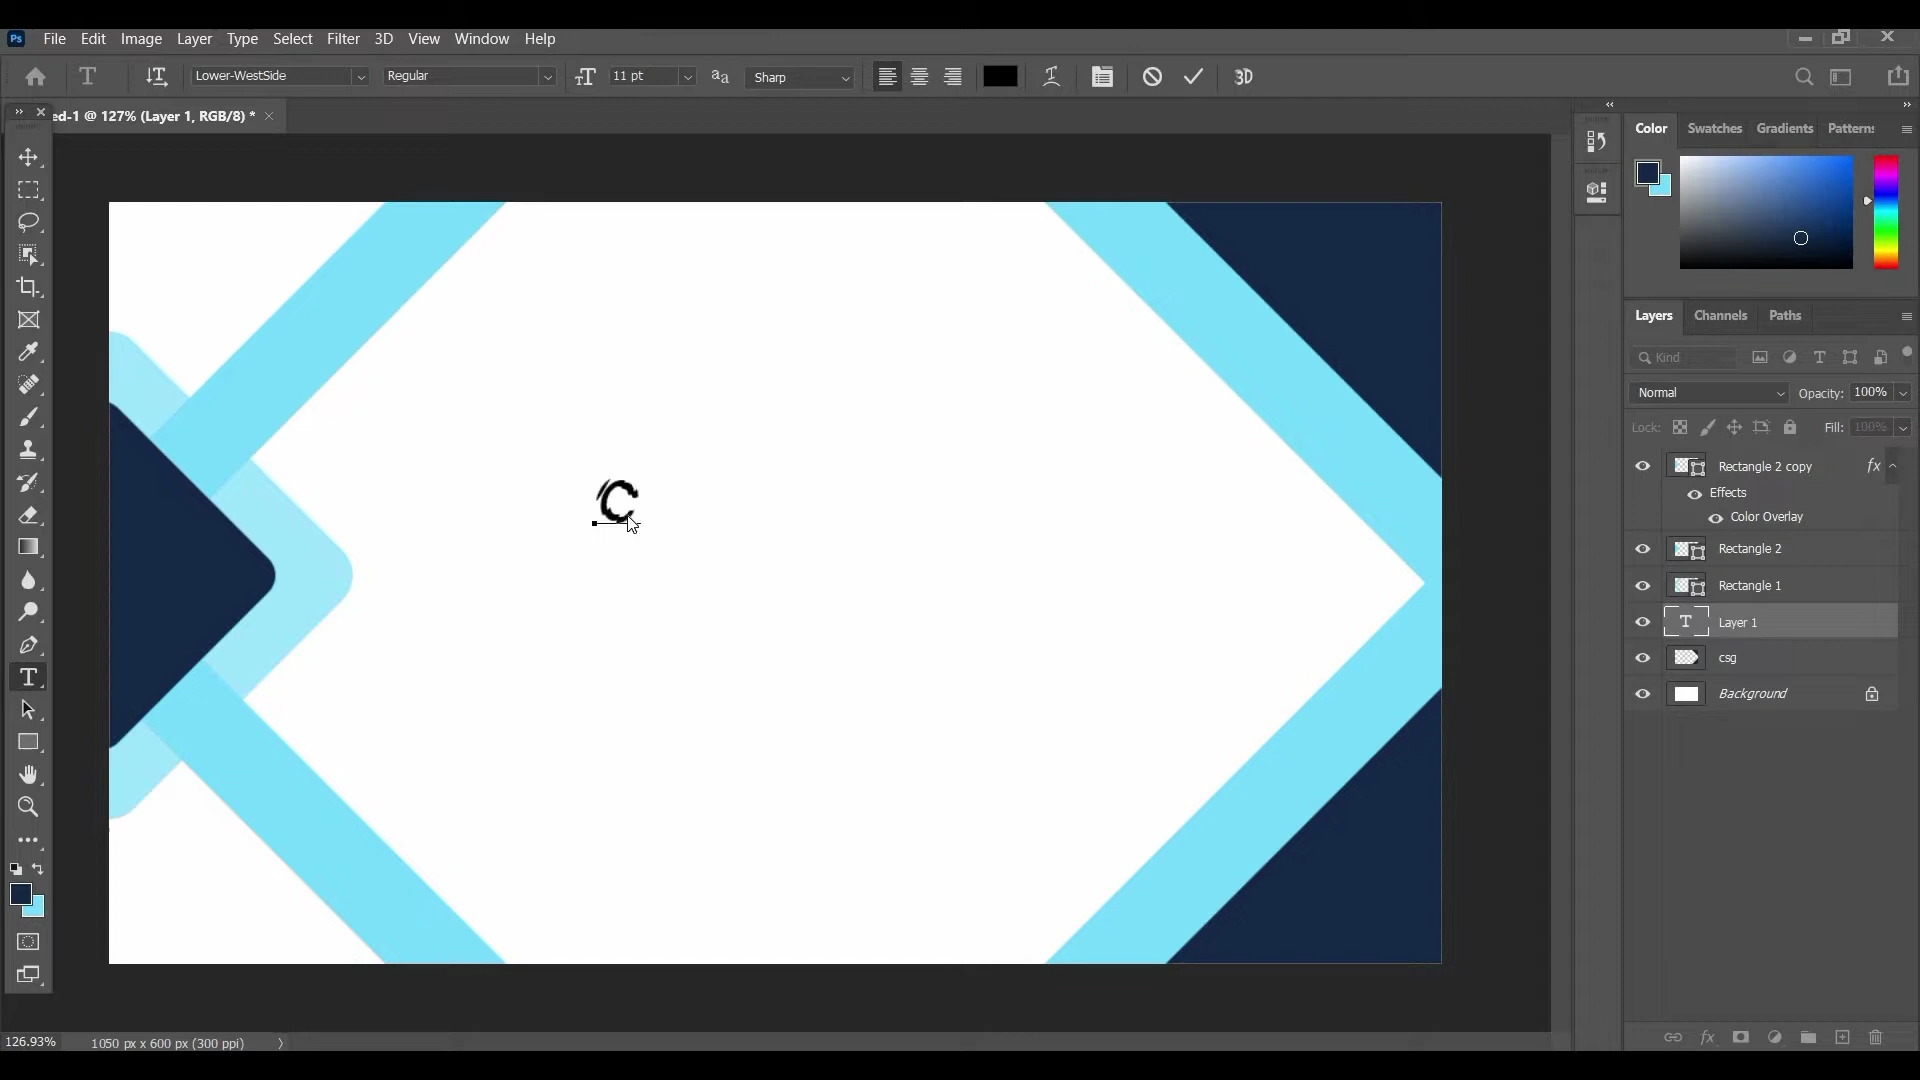 Ps File Edit Image Layer Type Select Filter 3D View Window Help
T Lower-WestSide Regular 11 pt Sharp 3D
ed-1 @ 127% (Layer 1, RGB/8) *
Color Swatches Gradients Patterns
C
Layers Channels Paths
Kind
Normal Opacity: 100%
Lock: Fill: 100%
Rectangle 2 copy fx
Effects
Color Overlay
Rectangle 2
Rectangle 1
T Layer 1
csg
Background
126.93% 1050 px x 600 px (300 ppi)
fx